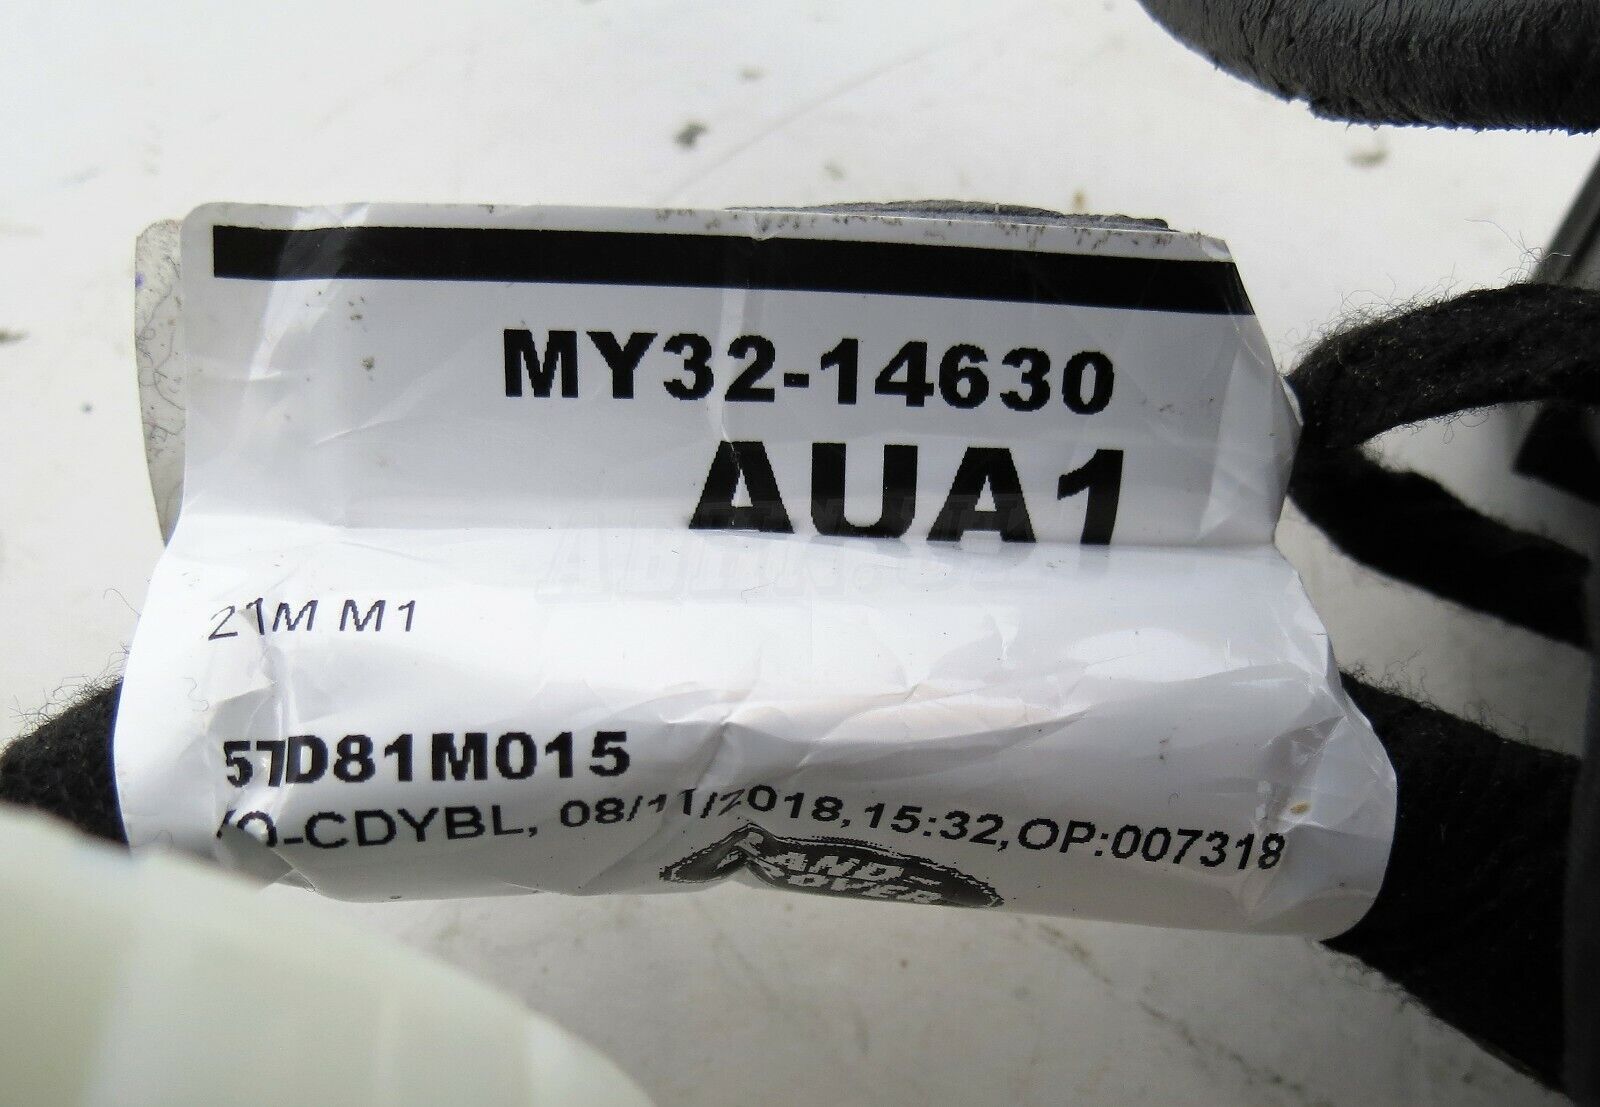 MY32-14630
AUA1
21M M1
57D81M015
/O-CDYBL, 08/11/2018,15:32,OP:007318
LAND-
ROVER